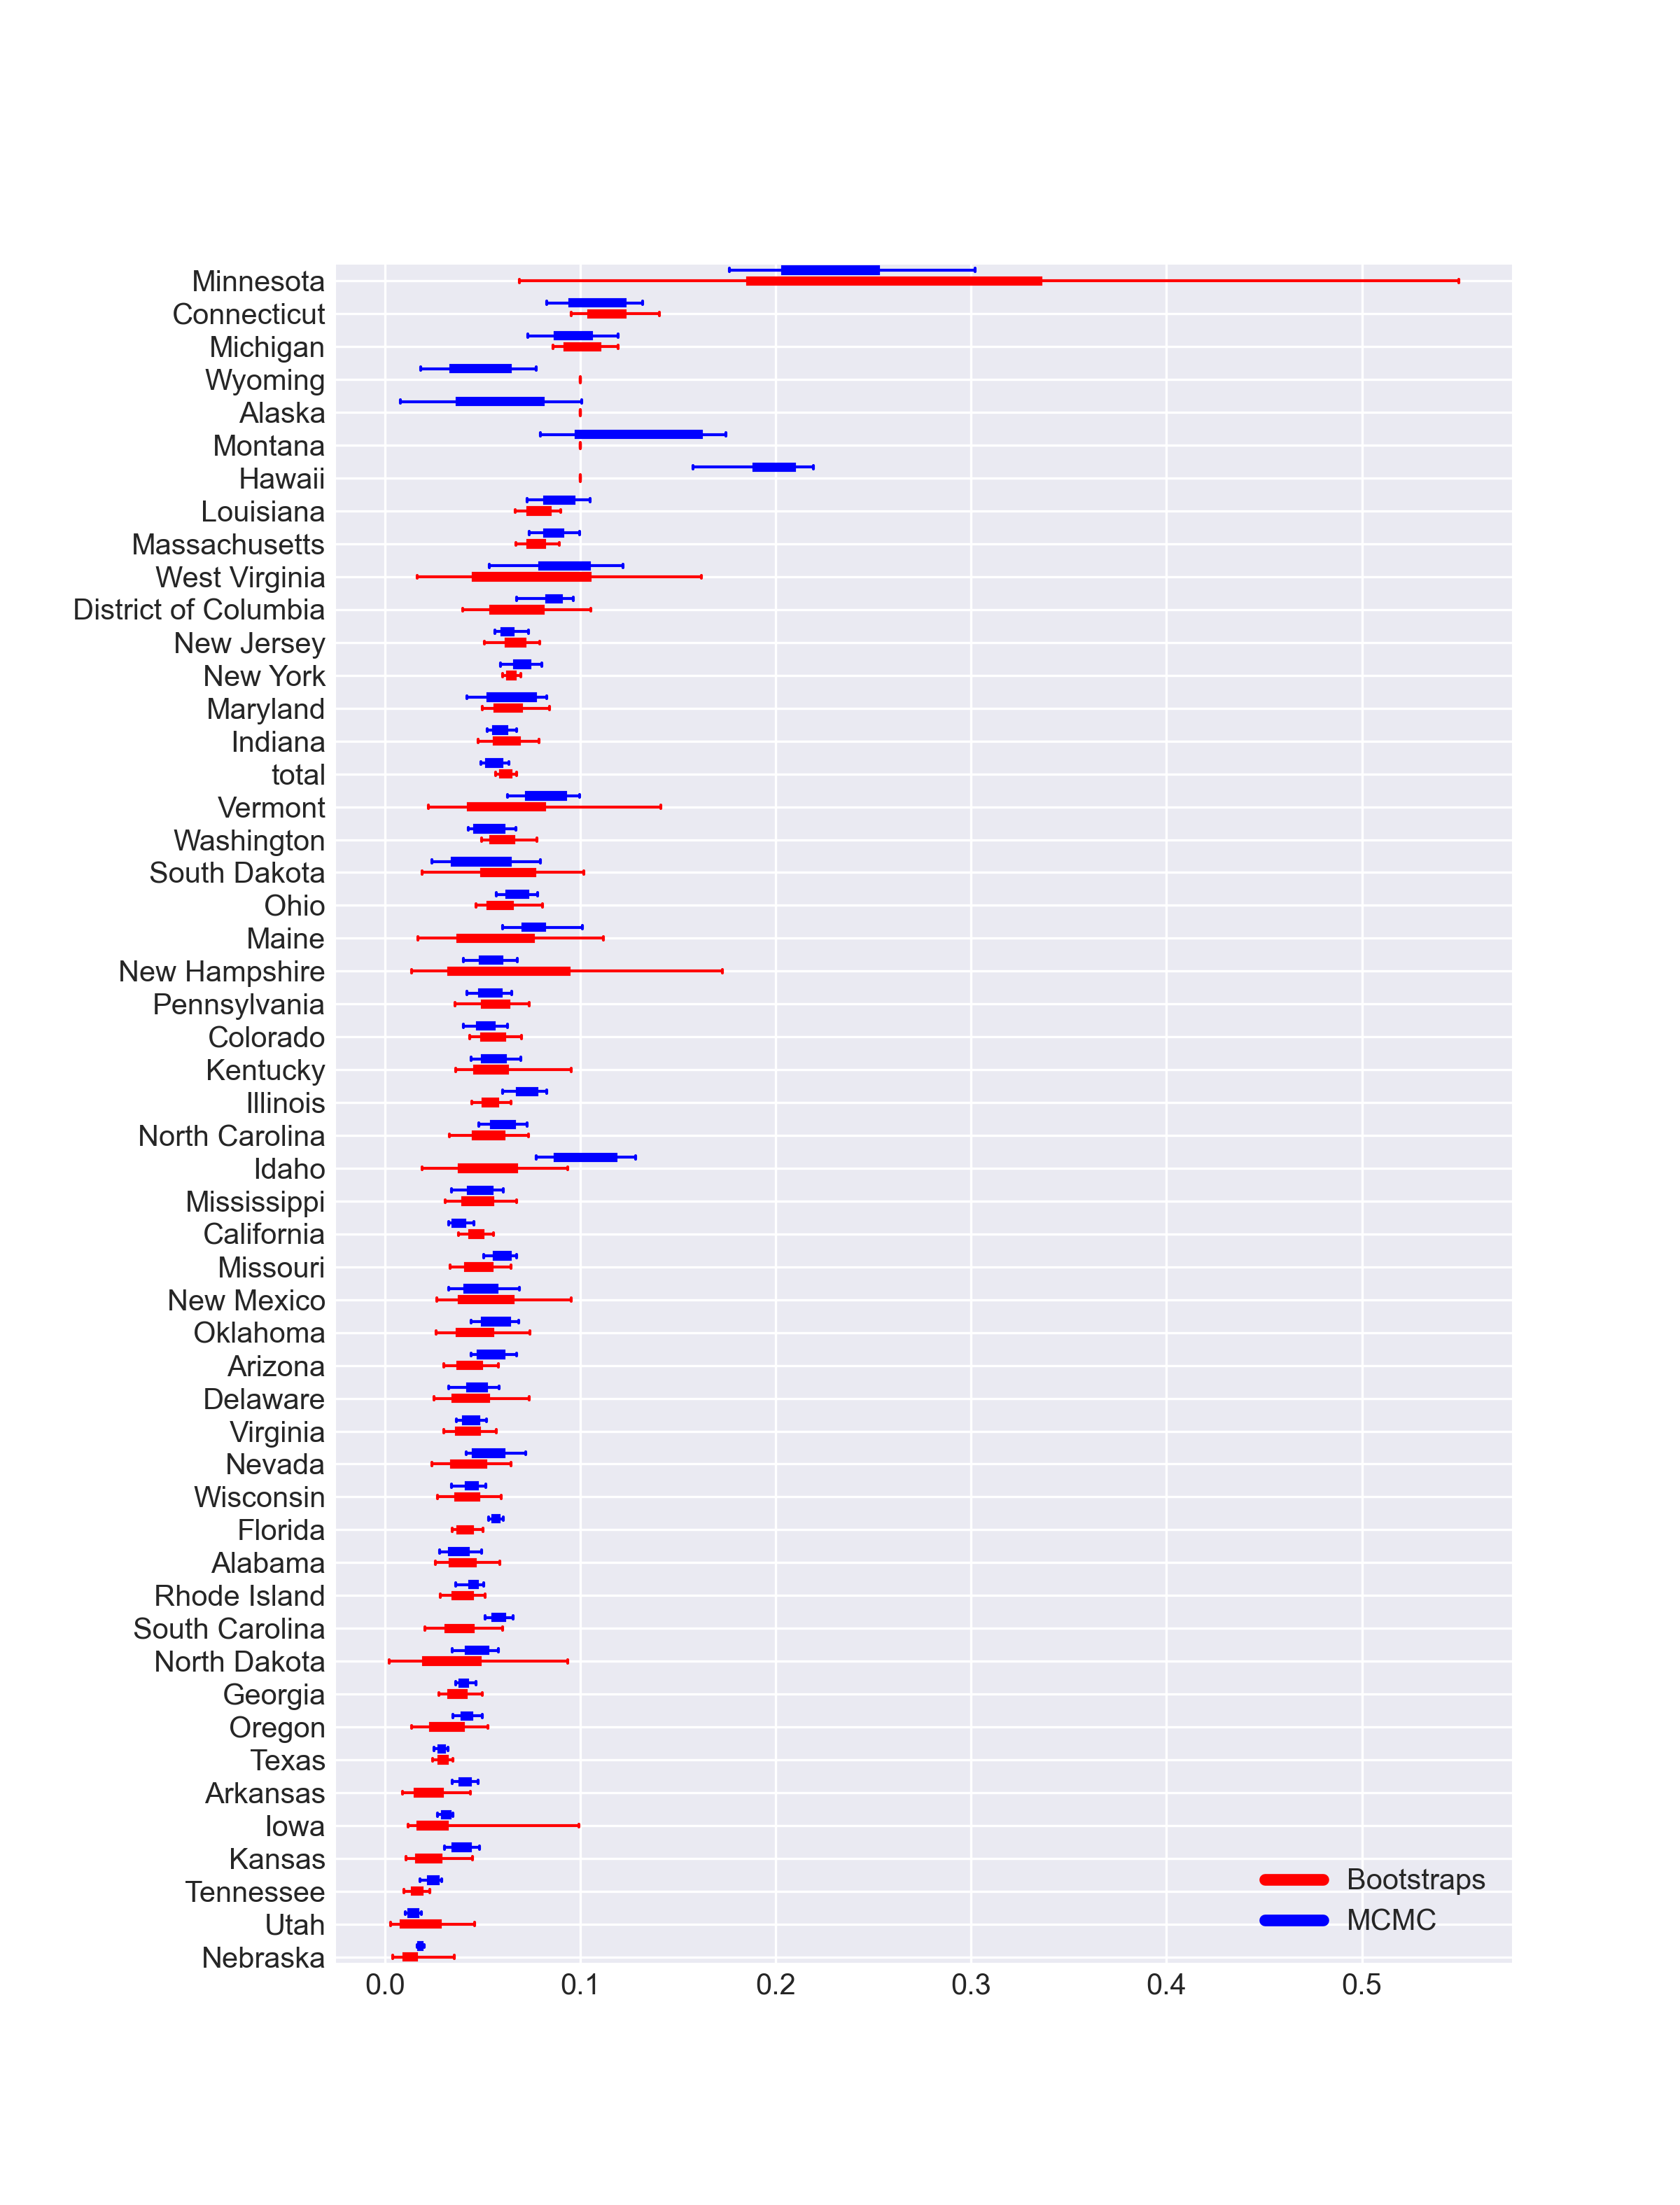 Minnesota
Connecticut
Michigan
Wyoming
Alaska
Montana
Hawaii
Louisiana
Massachusetts
West Virginia
District of Columbia
New Jersey
New York
Maryland
Indiana
total
Vermont
Washington
South Dakota
Ohio
Maine
New Hampshire
Pennsylvania
Colorado
Kentucky
Illinois
North Carolina
Idaho
Mississippi
California
Missouri
New Mexico
Oklahoma
Arizona
Delaware
Virginia
Nevada
Wisconsin
Florida
Alabama
Rhode Island
South Carolina
North Dakota
Georgia
Oregon
Texas
Arkansas
Iowa
Kansas
Tennessee
Utah
Nebraska
Bootstraps
MCMC
0.0 0.1 0.2 0.3 0.4 0.5